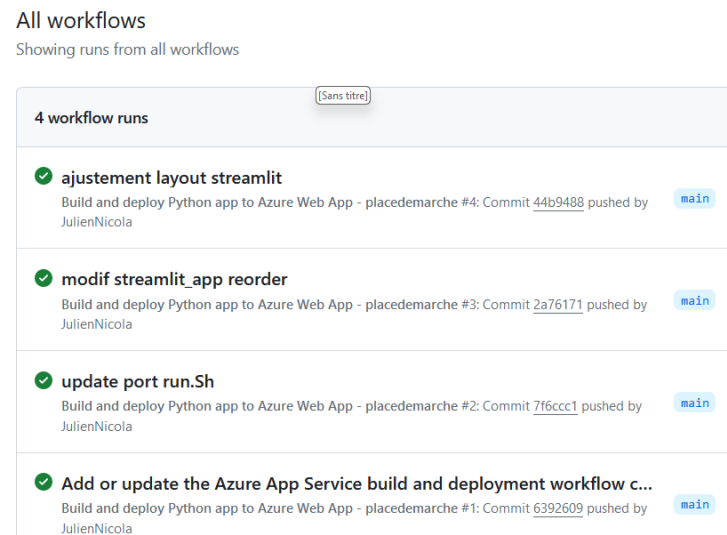 All workflows
Showing runs from all workflows
[Sans titre]
4 workflow runs
ajustement layout streamlit
Build and deploy Python app to Azure Web App - placedemarche #4: Commit 44b9488 pushed by
JulienNicola
main
modif streamlit_app reorder
Build and deploy Python app to Azure Web App - placedemarche #3: Commit 2a76171 pushed by
JulienNicola
main
update port run.Sh
Build and deploy Python app to Azure Web App - placedemarche #2: Commit 7f6ccc1 pushed by
JulienNicola
main
Add or update the Azure App Service build and deployment workflow c...
Build and deploy Python app to Azure Web App - placedemarche #1: Commit 6392609 pushed by
JulienNicola
main